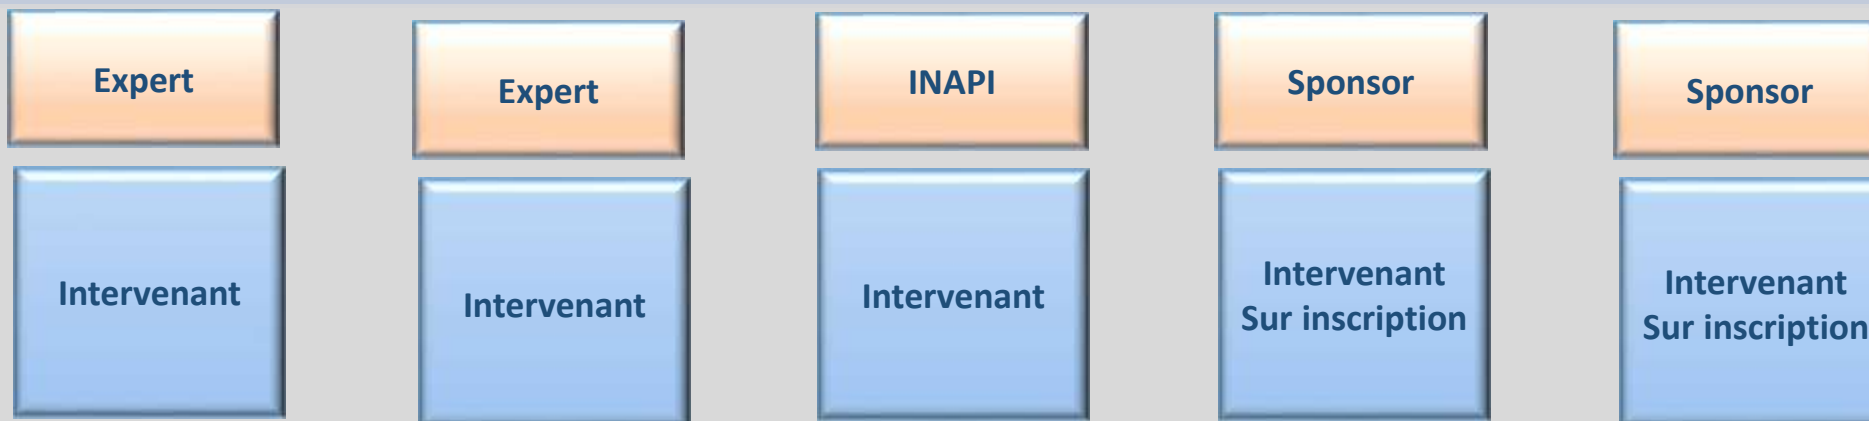 Expert
Expert
INAPI
Sponsor
Sponsor
Intervenant
Intervenant
Intervenant
Intervenant
Sur inscription
Intervenant
Sur inscription